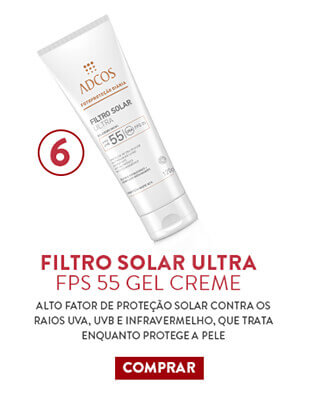 ADCOS
FOTOPROTEÇÃO DIÁRIA
FILTRO SOLAR
ULTRA
FPS 55
6
FILTRO SOLAR ULTRA
FPS 55 GEL CREME
ALTO FATOR DE PROTEÇÃO SOLAR CONTRA OS
RAIOS UVA, UVB E INFRAVERMELHO, QUE TRATA
ENQUANTO PROTEGE A PELE
COMPRAR